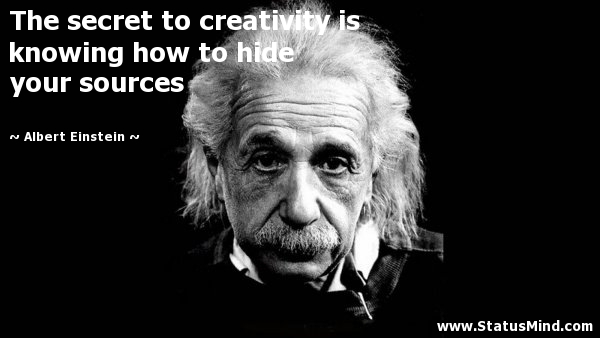 The secret to creativity is
knowing how to hide
your sources
~ Albert Einstein ~
www.StatusMind.com